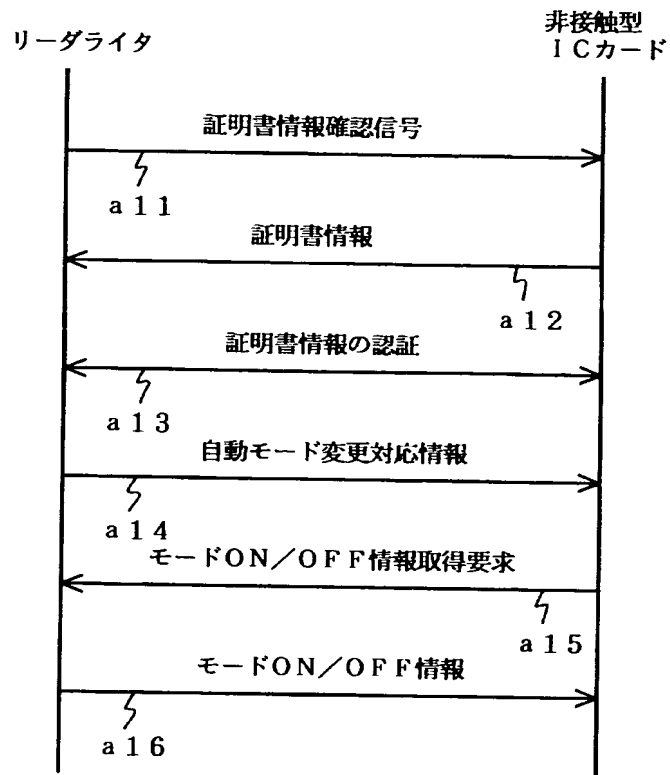 リーダライタ
非接触型
ICカード
証明書情報確認信号
a11
証明書情報
a12
証明書情報の認証
a13
自動モード変更対応情報
a14
モードON/OFF情報取得要求
a15
モードON/OFF情報
a16